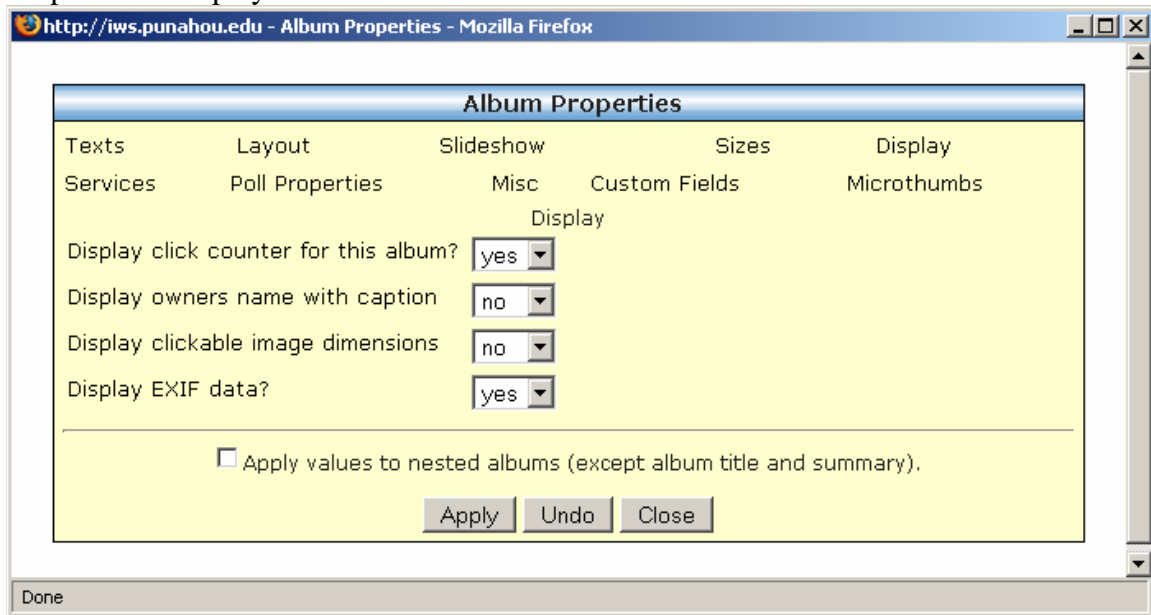 http://iws.punahou.edu - Album Properties - Mozilla Firefox
Album Properties
Texts Layout Slideshow Sizes Display
Services Poll Properties Misc Custom Fields Microthumbs
Display
Display click counter for this album? yes
Display owners name with caption no
Display clickable image dimensions no
Display EXIF data? yes
Apply values to nested albums (except album title and summary).
Apply Undo Close
Done